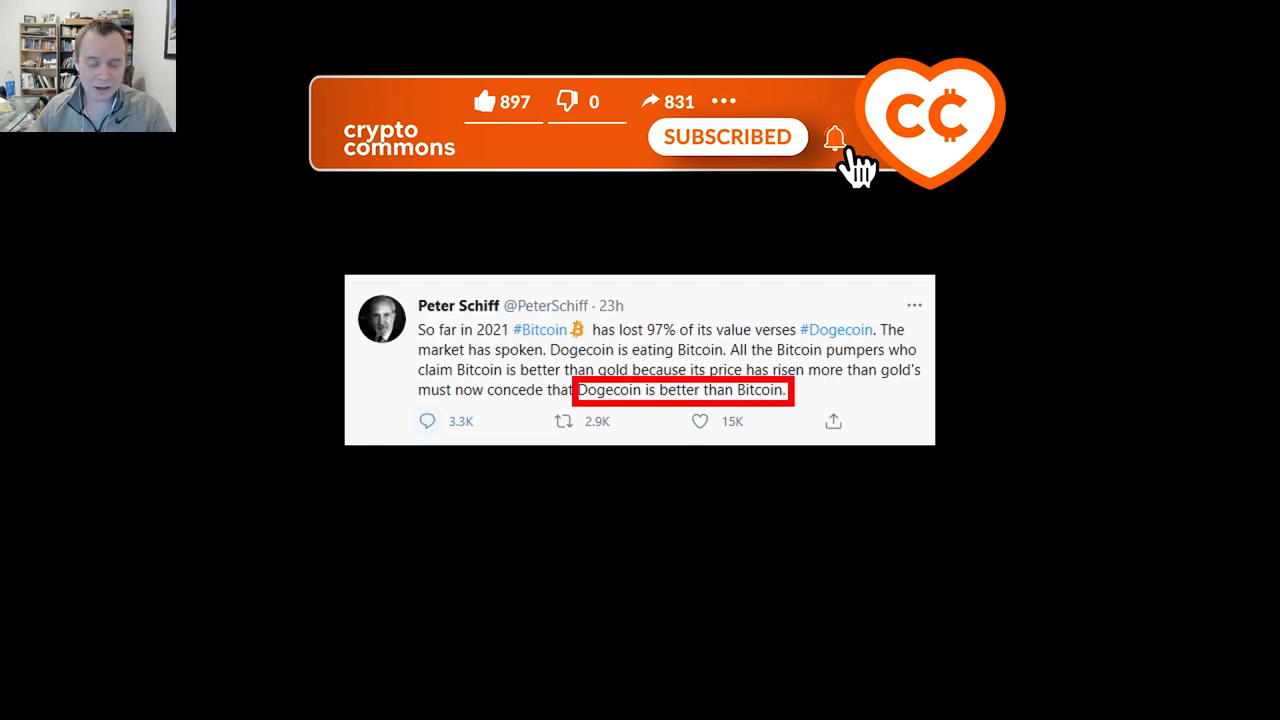 897 0 831
crypto
commons
SUBSCRIBED
Peter Schiff @PeterSchiff · 23h
So far in 2021 #Bitcoin has lost 97% of its value verses #Dogecoin. The
market has spoken. Dogecoin is eating Bitcoin. All the Bitcoin pumpers who
claim Bitcoin is better than gold because its price has risen more than gold's
must now concede that Dogecoin is better than Bitcoin.
3.3K 2.9K 15K